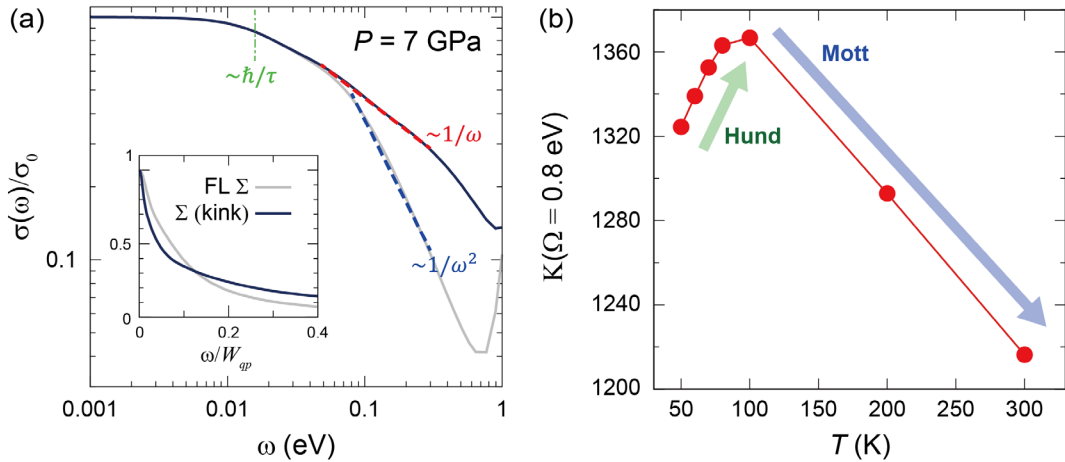 (a)
P = 7 GPa
~ħ/τ
~1/ω
~1/ω²
σ(ω)/σ₀
0.1
1
0.5
0
FL Σ
Σ (kink)
0 0.2 0.4
ω/W_qp
0.001 0.01 0.1 1
ω (eV)
(b)
K(Ω = 0.8 eV)
1360
1320
1280
1240
1200
Mott
Hund
50 100 150 200 250 300
T (K)